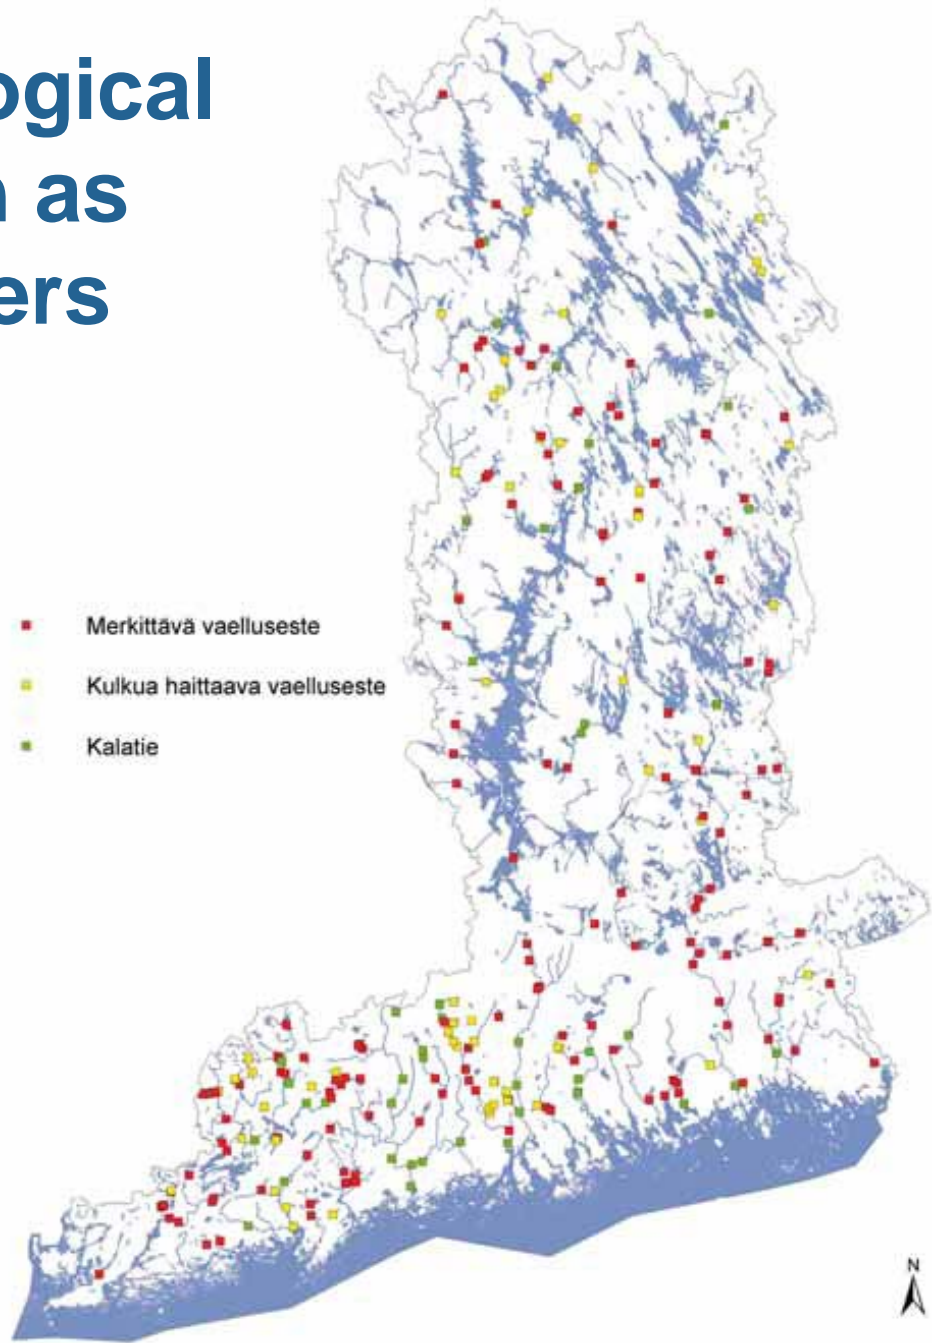 ogical
n as
ers
Merkittävä vaelluseste
Kulkua haittaava vaelluseste
Kalatie
N